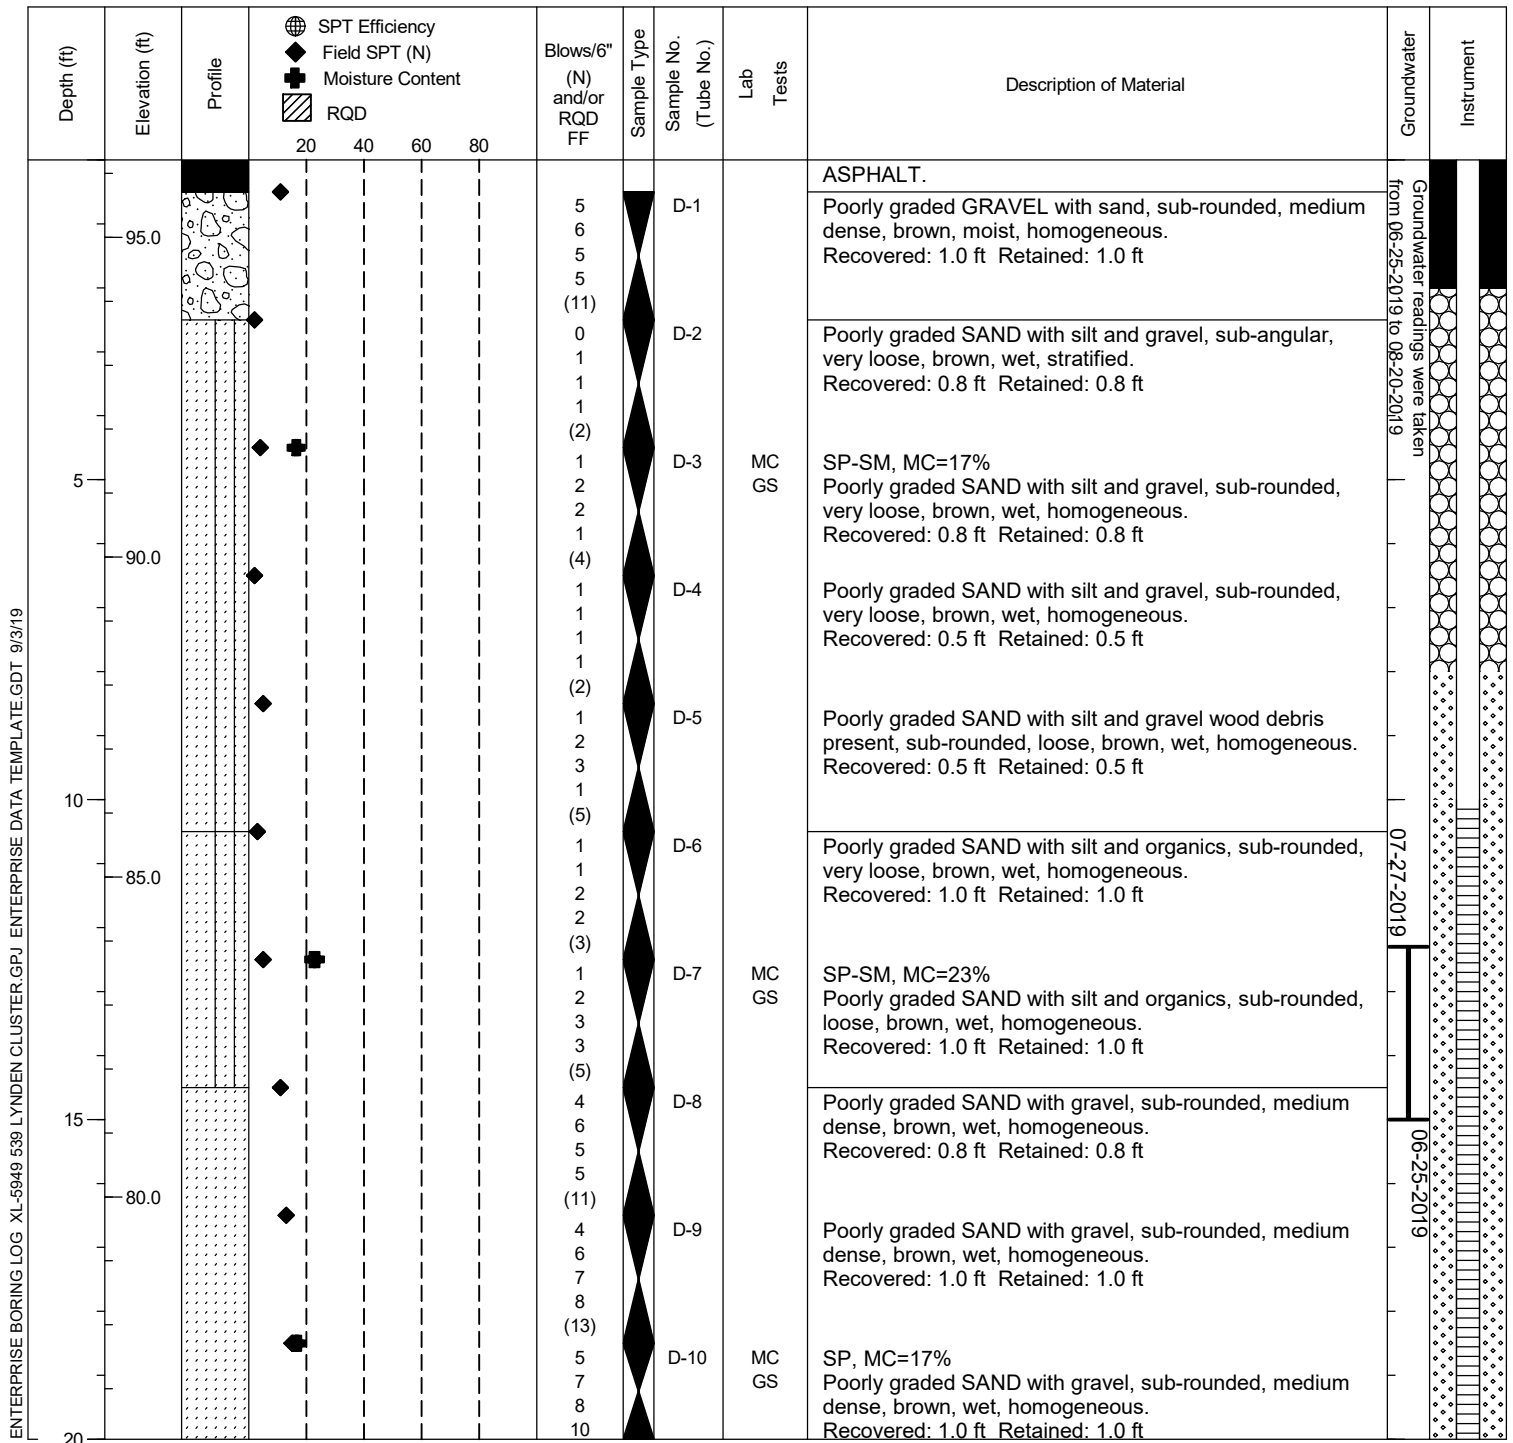 SPT Efficiency
Field SPT (N)
Moisture Content
RQD
20 40 60 80
Depth (ft)
Elevation (ft)
Profile
Blows/6"
(N)
and/or
RQD
FF
Sample Type
Sample No.
(Tube No.)
Lab
Tests
Description of Material
Groundwater
Instrument
ASPHALT.
5
6
5
5
(11)
D-1
Poorly graded GRAVEL with sand, sub-rounded, medium
dense, brown, moist, homogeneous.
Recovered: 1.0 ft Retained: 1.0 ft
95.0
0
1
1
1
(2)
D-2
Poorly graded SAND with silt and gravel, sub-angular,
very loose, brown, wet, stratified.
Recovered: 0.8 ft Retained: 0.8 ft
5
1
2
2
1
(4)
D-3
MC
GS
SP-SM, MC=17%
Poorly graded SAND with silt and gravel, sub-rounded,
very loose, brown, wet, homogeneous.
Recovered: 0.8 ft Retained: 0.8 ft
90.0
1
1
1
1
(2)
D-4
Poorly graded SAND with silt and gravel, sub-rounded,
very loose, brown, wet, homogeneous.
Recovered: 0.5 ft Retained: 0.5 ft
1
2
3
1
(5)
D-5
Poorly graded SAND with silt and gravel wood debris
present, sub-rounded, loose, brown, wet, homogeneous.
Recovered: 0.5 ft Retained: 0.5 ft
10
1
1
2
2
(3)
D-6
Poorly graded SAND with silt and organics, sub-rounded,
very loose, brown, wet, homogeneous.
Recovered: 1.0 ft Retained: 1.0 ft
85.0
1
2
3
3
(5)
D-7
MC
GS
SP-SM, MC=23%
Poorly graded SAND with silt and organics, sub-rounded,
loose, brown, wet, homogeneous.
Recovered: 1.0 ft Retained: 1.0 ft
15
4
6
5
5
(11)
D-8
Poorly graded SAND with gravel, sub-rounded, medium
dense, brown, wet, homogeneous.
Recovered: 0.8 ft Retained: 0.8 ft
80.0
4
6
7
8
(13)
D-9
Poorly graded SAND with gravel, sub-rounded, medium
dense, brown, wet, homogeneous.
Recovered: 1.0 ft Retained: 1.0 ft
5
7
8
10
D-10
MC
GS
SP, MC=17%
Poorly graded SAND with gravel, sub-rounded, medium
dense, brown, wet, homogeneous.
Recovered: 1.0 ft Retained: 1.0 ft
20
Groundwater readings were taken
from 06-25-2019 to 08-20-2019
07-27-2019
06-25-2019
ENTERPRISE BORING LOG XL-5949 539 LYNDEN CLUSTER.GPJ ENTERPRISE DATA TEMPLATE.GDT 9/3/19